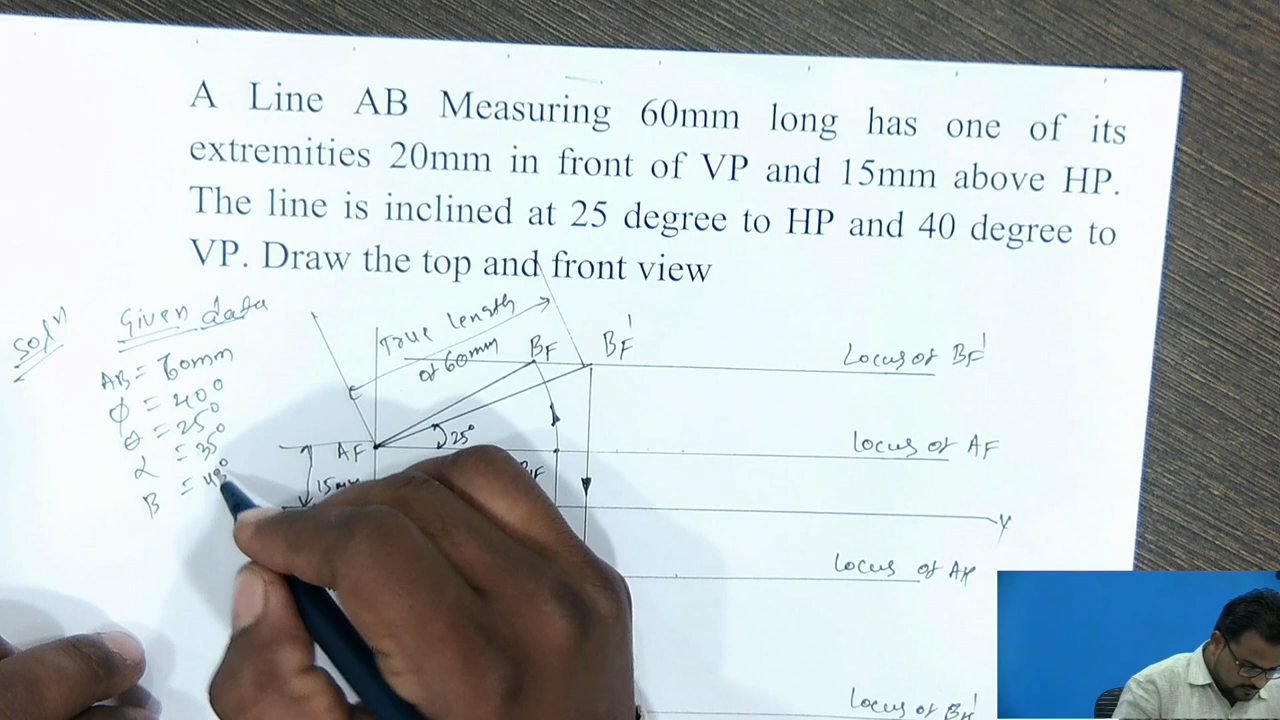 A Line AB Measuring 60mm long has one of its
extremities 20mm in front of VP and 15mm above HP.
The line is inclined at 25 degree to HP and 40 degree to
VP. Draw the top and front view
Soln
Given data
AB = 60mm
ϕ = 40°
θ = 25°
α = 35°
B = 48°
True length
of 60mm
BF
BF'
Locus of BF'
AF
25°
Locus of AF
15mm
Y
Locus of AH
Locus of BH'